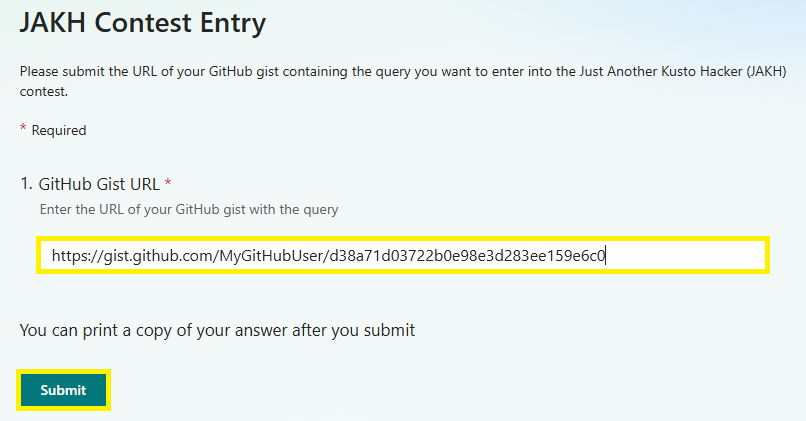 JAKH Contest Entry
Please submit the URL of your GitHub gist containing the query you want to enter into the Just Another Kusto Hacker (JAKH)
contest.
* Required
1. GitHub Gist URL *
Enter the URL of your GitHub gist with the query
https://gist.github.com/MyGitHubUser/d38a71d03722b0e98e3d283ee159e6c0
You can print a copy of your answer after you submit
Submit